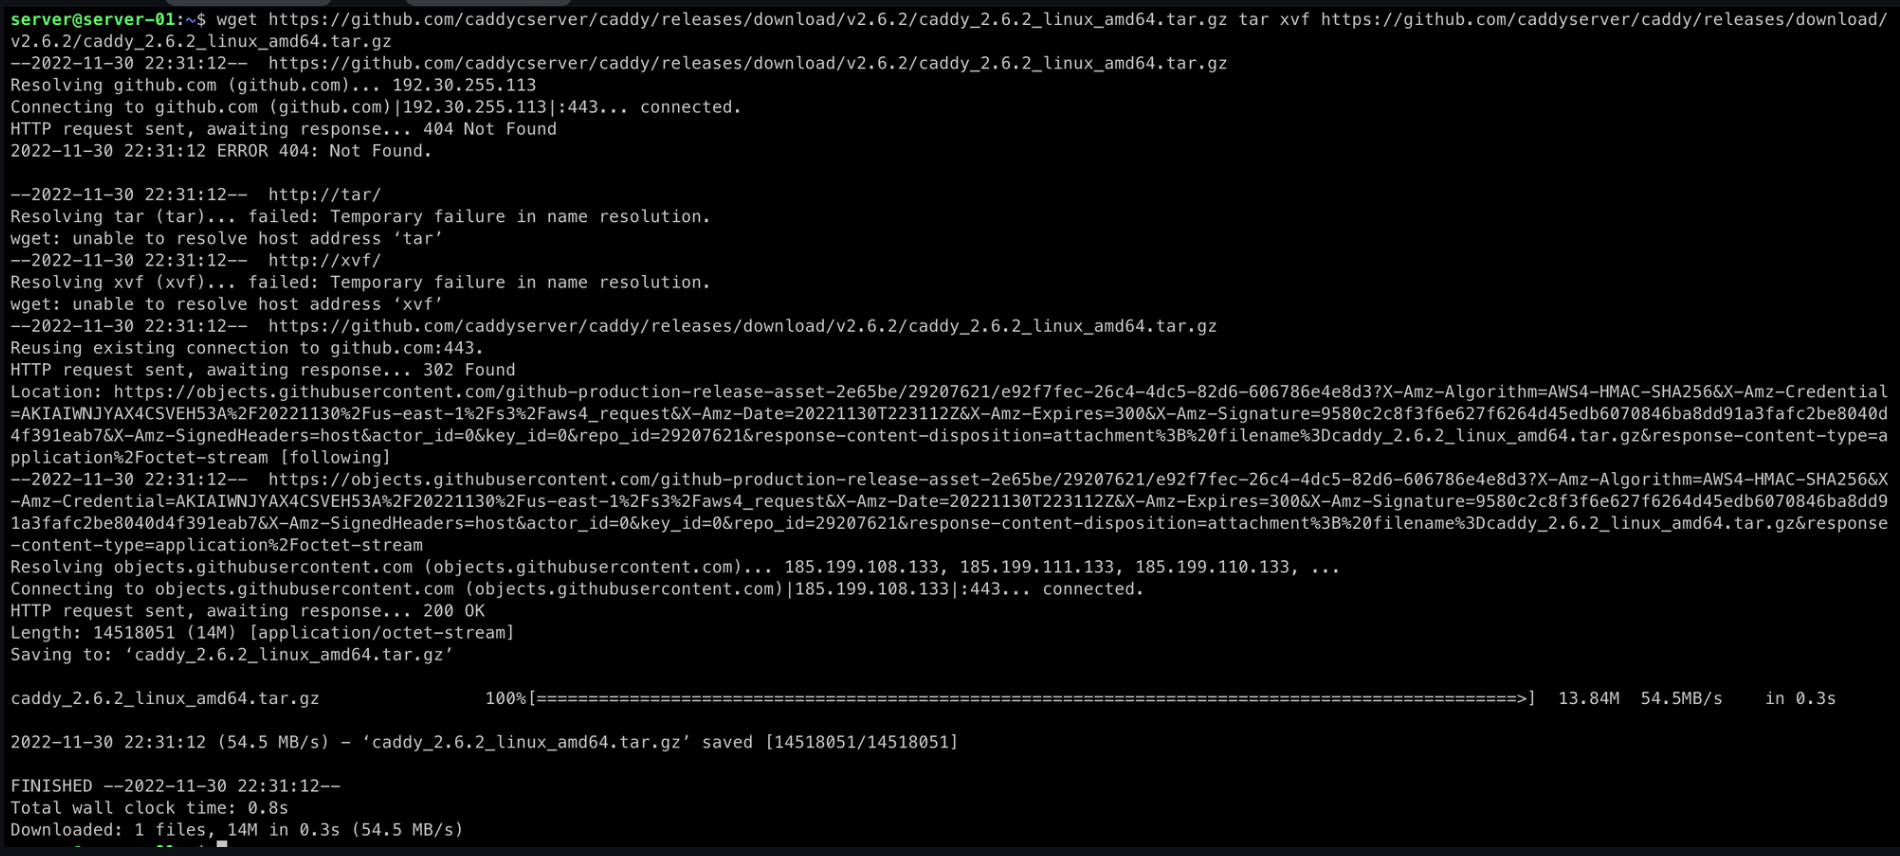 server@server-01:~$ wget https://github.com/caddycserver/caddy/releases/download/v2.6.2/caddy_2.6.2_linux_amd64.tar.gz tar xvf https://github.com/caddyserver/caddy/releases/download/
v2.6.2/caddy_2.6.2_linux_amd64.tar.gz
--2022-11-30 22:31:12--  https://github.com/caddycserver/caddy/releases/download/v2.6.2/caddy_2.6.2_linux_amd64.tar.gz
Resolving github.com (github.com)... 192.30.255.113
Connecting to github.com (github.com)|192.30.255.113|:443... connected.
HTTP request sent, awaiting response... 404 Not Found
2022-11-30 22:31:12 ERROR 404: Not Found.

--2022-11-30 22:31:12--  http://tar/
Resolving tar (tar)... failed: Temporary failure in name resolution.
wget: unable to resolve host address ‘tar’
--2022-11-30 22:31:12--  http://xvf/
Resolving xvf (xvf)... failed: Temporary failure in name resolution.
wget: unable to resolve host address ‘xvf’
--2022-11-30 22:31:12--  https://github.com/caddyserver/caddy/releases/download/v2.6.2/caddy_2.6.2_linux_amd64.tar.gz
Reusing existing connection to github.com:443.
HTTP request sent, awaiting response... 302 Found
Location: https://objects.githubusercontent.com/github-production-release-asset-2e65be/29207621/e92f7fec-26c4-4dc5-82d6-606786e4e8d3?X-Amz-Algorithm=AWS4-HMAC-SHA256&X-Amz-Credential
=AKIAIWNJYAX4CSVEH53A%2F20221130%2Fus-east-1%2Fs3%2Faws4_request&X-Amz-Date=20221130T223112Z&X-Amz-Expires=300&X-Amz-Signature=9580c2c8f3f6e627f6264d45edb6070846ba8dd91a3fafc2be8040d
4f391eab7&X-Amz-SignedHeaders=host&actor_id=0&key_id=0&repo_id=29207621&response-content-disposition=attachment%3B%20filename%3Dcaddy_2.6.2_linux_amd64.tar.gz&response-content-type=a
pplication%2Foctet-stream [following]
--2022-11-30 22:31:12--  https://objects.githubusercontent.com/github-production-release-asset-2e65be/29207621/e92f7fec-26c4-4dc5-82d6-606786e4e8d3?X-Amz-Algorithm=AWS4-HMAC-SHA256&X
-Amz-Credential=AKIAIWNJYAX4CSVEH53A%2F20221130%2Fus-east-1%2Fs3%2Faws4_request&X-Amz-Date=20221130T223112Z&X-Amz-Expires=300&X-Amz-Signature=9580c2c8f3f6e627f6264d45edb6070846ba8dd9
1a3fafc2be8040d4f391eab7&X-Amz-SignedHeaders=host&actor_id=0&key_id=0&repo_id=29207621&response-content-disposition=attachment%3B%20filename%3Dcaddy_2.6.2_linux_amd64.tar.gz&response
-content-type=application%2Foctet-stream
Resolving objects.githubusercontent.com (objects.githubusercontent.com)... 185.199.108.133, 185.199.111.133, 185.199.110.133, ...
Connecting to objects.githubusercontent.com (objects.githubusercontent.com)|185.199.108.133|:443... connected.
HTTP request sent, awaiting response... 200 OK
Length: 14518051 (14M) [application/octet-stream]
Saving to: ‘caddy_2.6.2_linux_amd64.tar.gz’

caddy_2.6.2_linux_amd64.tar.gz                100%[===============================================================================================>]  13.84M  54.5MB/s    in 0.3s

2022-11-30 22:31:12 (54.5 MB/s) - ‘caddy_2.6.2_linux_amd64.tar.gz’ saved [14518051/14518051]

FINISHED --2022-11-30 22:31:12--
Total wall clock time: 0.8s
Downloaded: 1 files, 14M in 0.3s (54.5 MB/s)